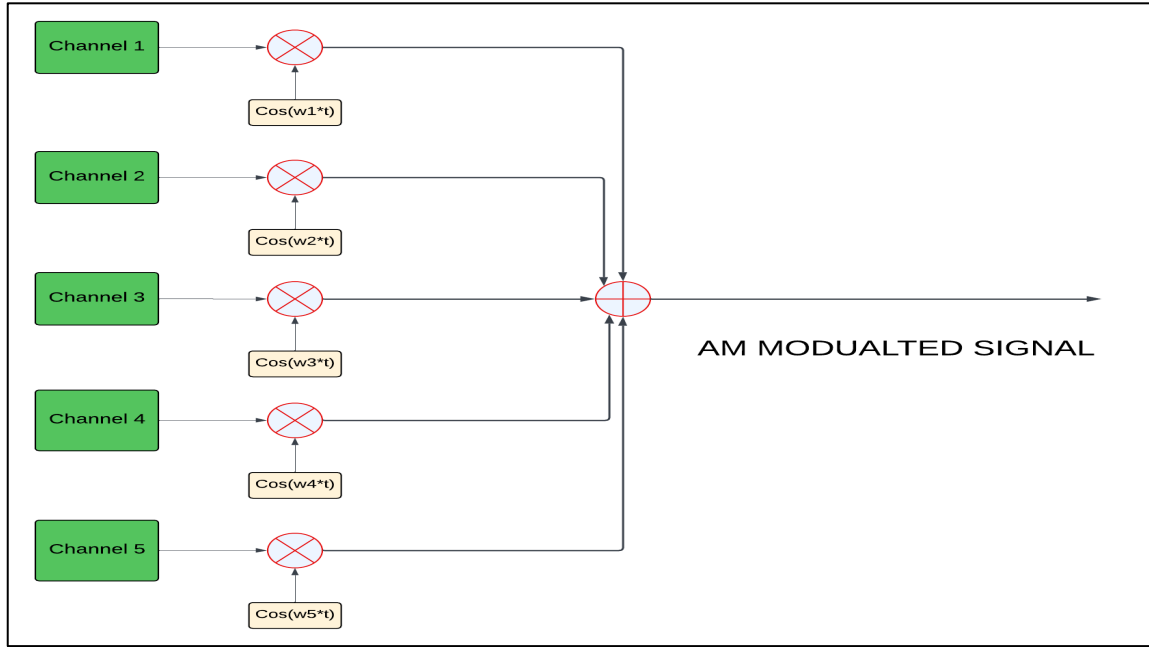 Channel 1
Cos(w1*t)
Channel 2
Cos(w2*t)
Channel 3
Cos(w3*t)
AM MODUALTED SIGNAL
Channel 4
Cos(w4*t)
Channel 5
Cos(w5*t)